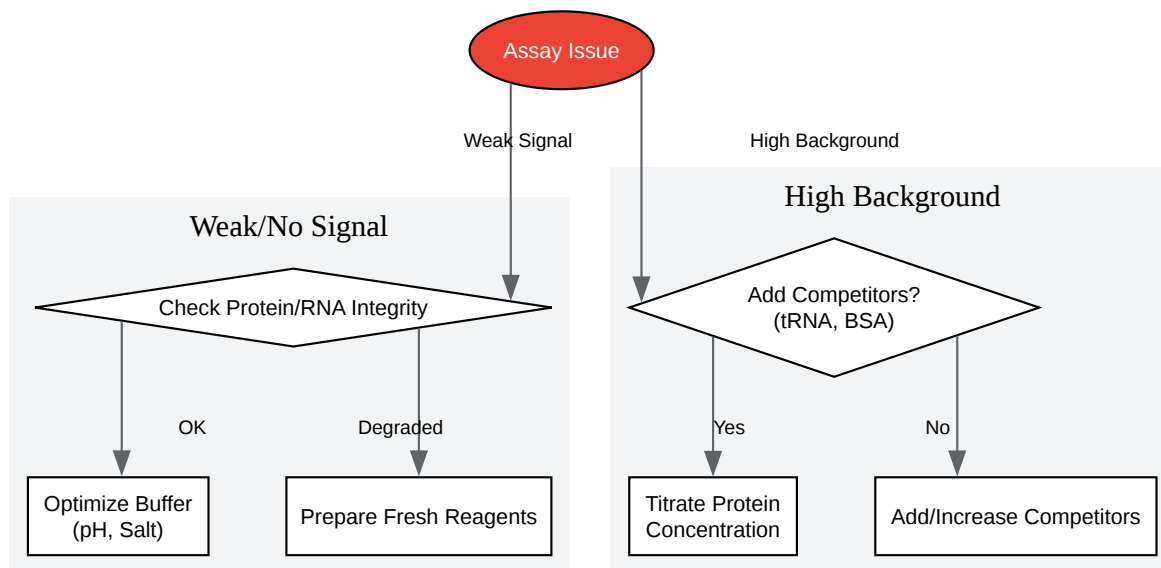 Assay Issue
Weak Signal
High Background
Weak/No Signal
High Background
Check Protein/RNA Integrity
Add Competitors?
(tRNA, BSA)
OK
Degraded
Yes
No
Optimize Buffer
(pH, Salt)
Prepare Fresh Reagents
Titrate Protein
Concentration
Add/Increase Competitors